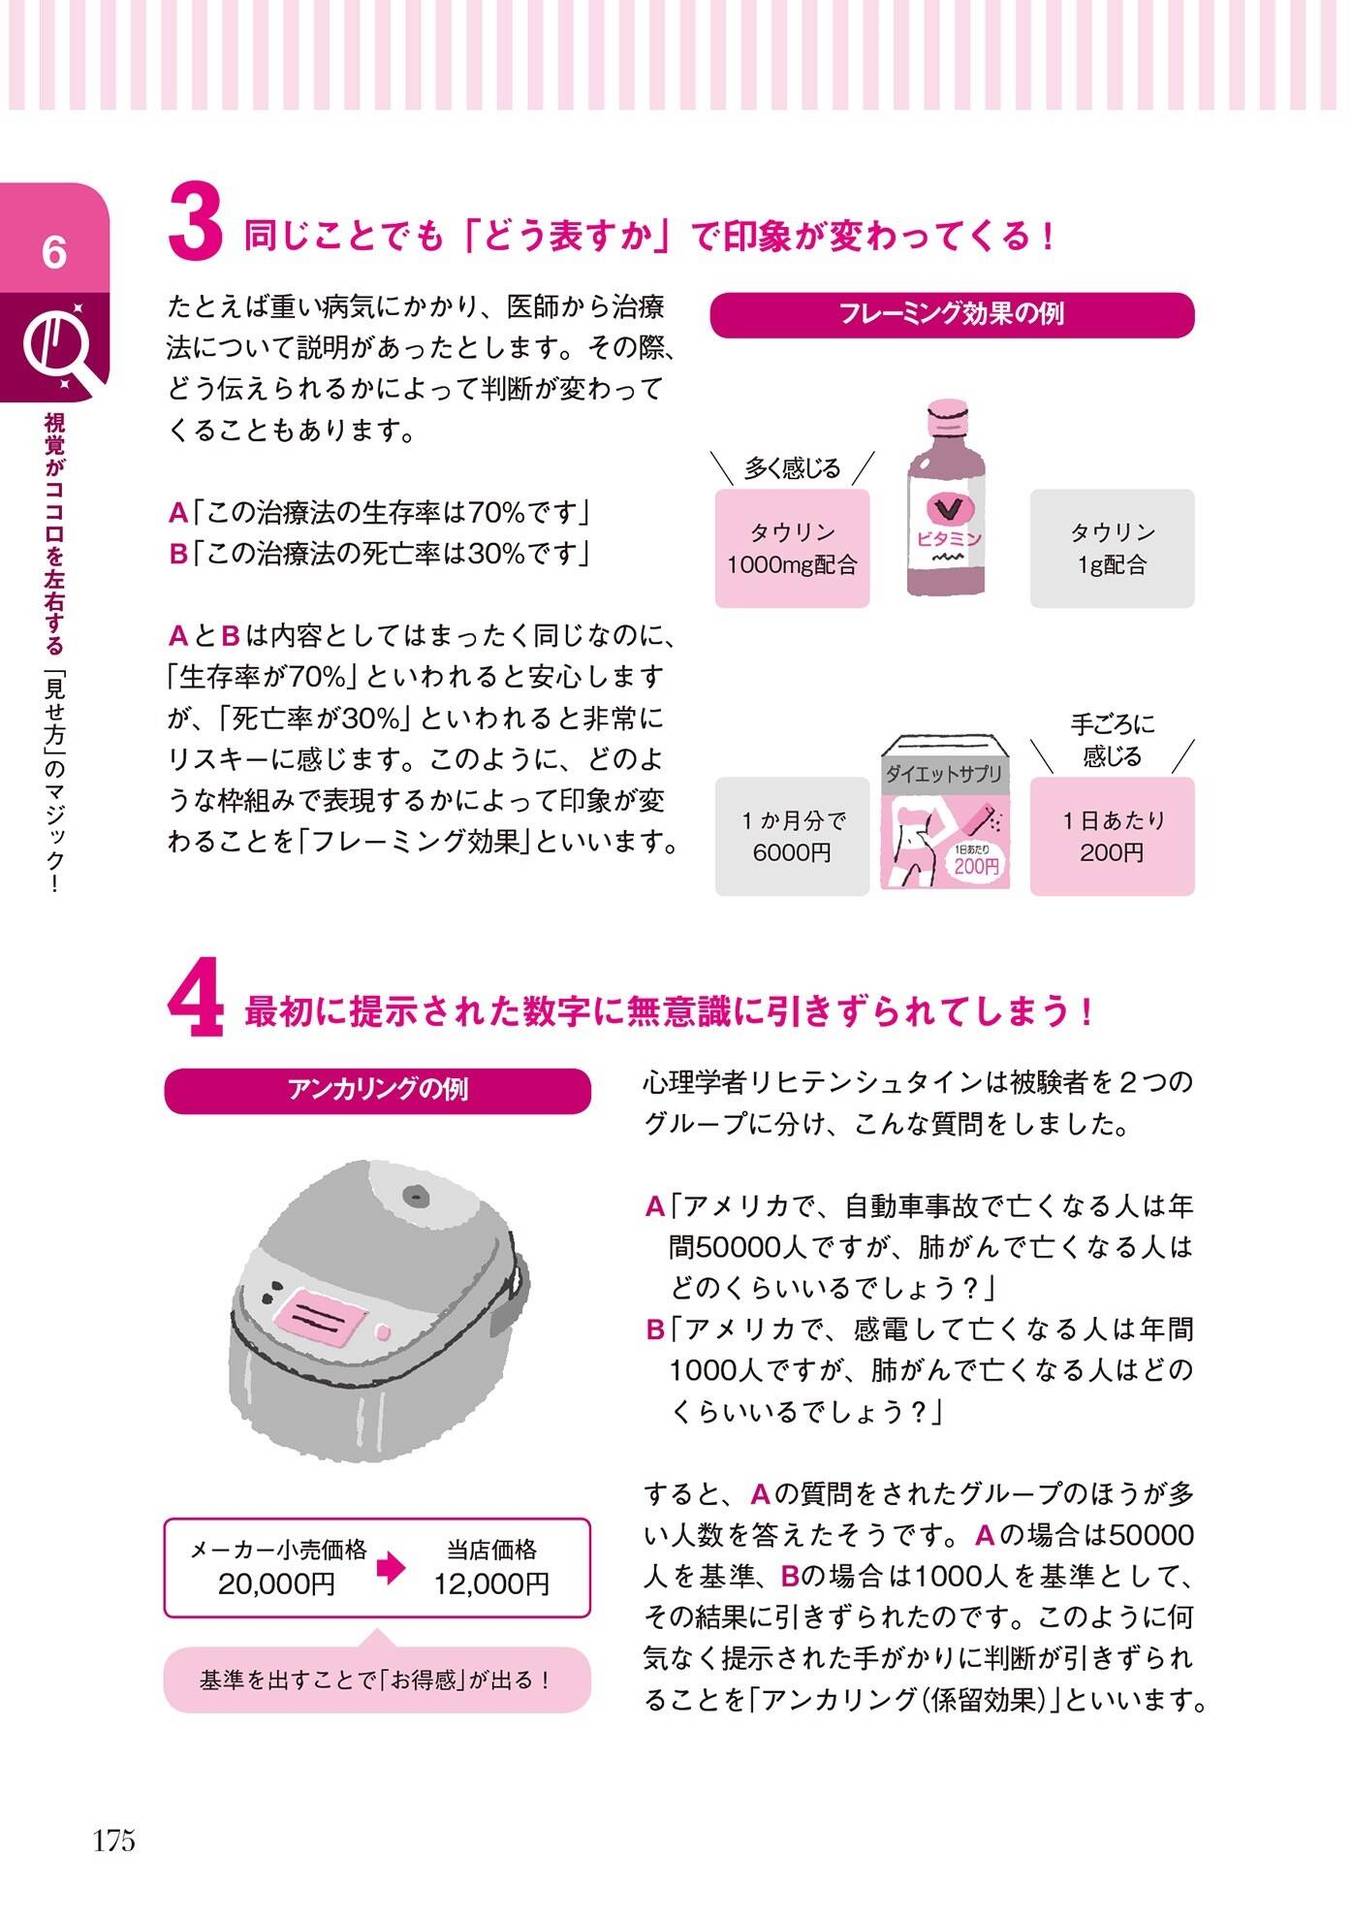 6
視覚がココロを左右する「見せ方」のマジック！
3 同じことでも「どう表すか」で印象が変わってくる！
たとえば重い病気にかかり、医師から治療
法について説明があったとします。その際、
どう伝えられるかによって判断が変わって
くることもあります。
A「この治療法の生存率は70%です」
B「この治療法の死亡率は30%です」
AとBは内容としてはまったく同じなのに、
「生存率が70%」といわれると安心します
が、「死亡率が30%」といわれると非常に
リスキーに感じます。このように、どのよ
うな枠組みで表現するかによって印象が変
わることを「フレーミング効果」といいます。
フレーミング効果の例
多く感じる
タウリン
1000mg配合
V
ビタミン
タウリン
1g配合
1か月分で
6000円
ダイエットサプリ
1日あたり
200円
手ごろに
感じる
1日あたり
200円
4 最初に提示された数字に無意識に引きずられてしまう！
アンカリングの例
メーカー小売価格
20,000円
当店価格
12,000円
基準を出すことで「お得感」が出る！
心理学者リヒテンシュタインは被験者を2つの
グループに分け、こんな質問をしました。
A「アメリカで、自動車事故で亡くなる人は年
間50000人ですが、肺がんで亡くなる人は
どのくらいいるでしょう？」
B「アメリカで、感電して亡くなる人は年間
1000人ですが、肺がんで亡くなる人はどの
くらいいるでしょう？」
すると、Aの質問をされたグループのほうが多
い人数を答えたそうです。Aの場合は50000
人を基準、Bの場合は1000人を基準として、
その結果に引きずられたのです。このように何
気なく提示された手がかりに判断が引きずられ
ることを「アンカリング（係留効果）」といいます。
175